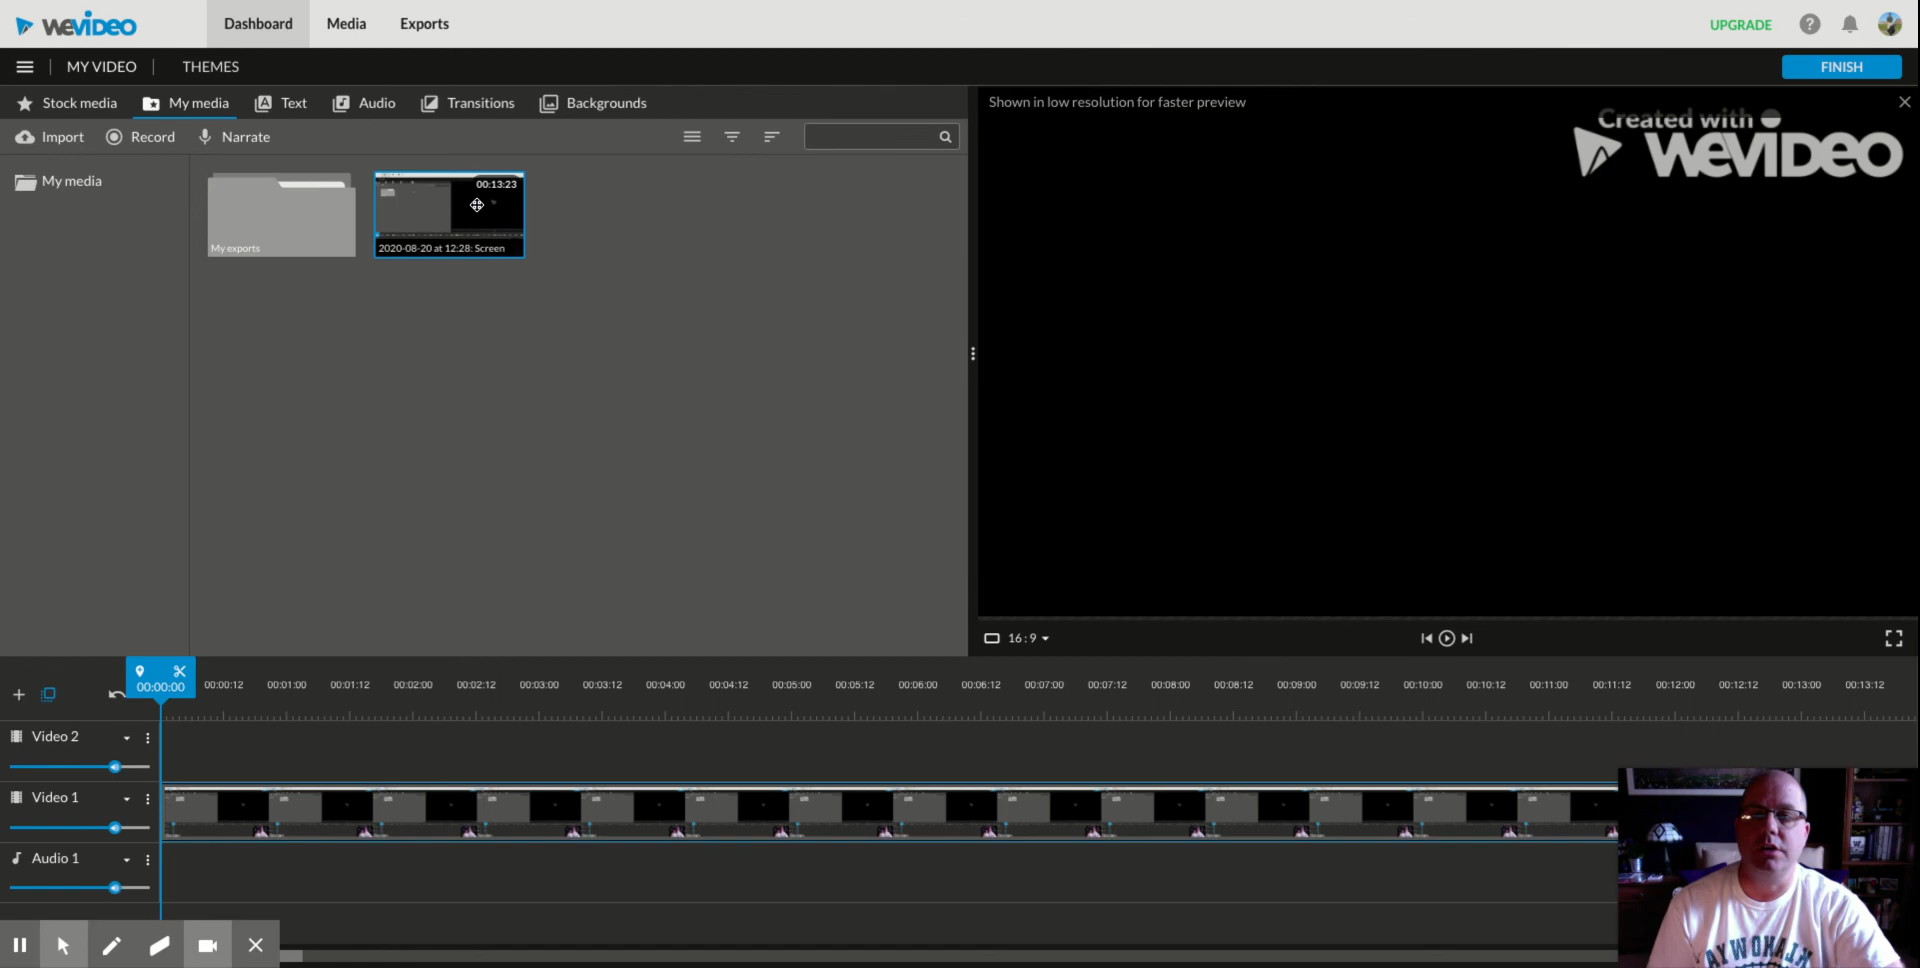 WEVIDEO Dashboard Media Exports UPGRADE ?
MY VIDEO THEMES FINISH
Stock media My media Text Audio Transitions Backgrounds
Import Record Narrate
My media
My exports
00:13:23
2020-08-20 at 12:28: Screen
Shown in low resolution for faster preview
Created with
WEVIDEO
16:9
00:00:00 00:00:12 00:01:00 00:01:12 00:02:00 00:02:12 00:03:00 00:03:12 00:04:00 00:04:12 00:05:00 00:05:12 00:06:00 00:06:12 00:07:00 00:07:12 00:08:00 00:08:12 00:09:00 00:09:12 00:10:00 00:10:12 00:11:00 00:11:12 00:12:00 00:12:12 00:13:00 00:13:12
Video 2
Video 1
Audio 1